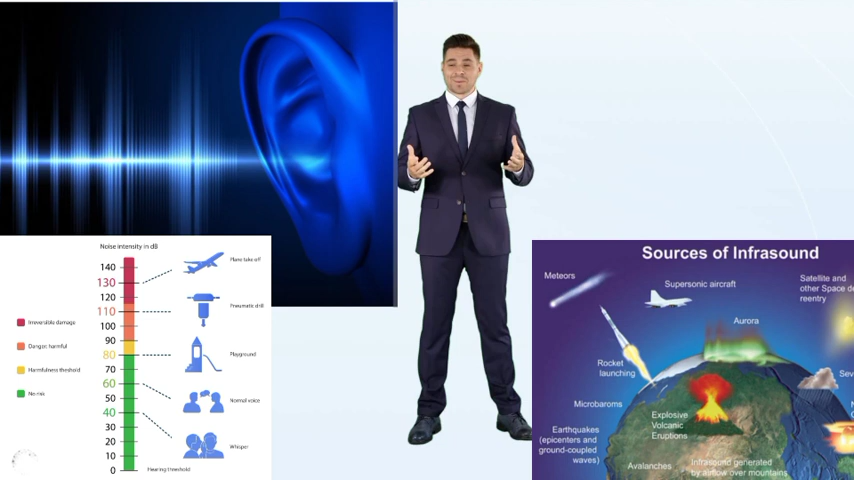 Noise intensity in dB
140
130
120
110
100
90
80
70
60
50
40
30
20
10
0
Plane take off
Pneumatic drill
Playground
Normal voice
Whisper
Hearing threshold
Irreversible damage
Danger, harmful
Harmfulness threshold
No risk
Sources of Infrasound
Meteors
Supersonic aircraft
Satellite and
other Space de
reentry
Aurora
Rocket
launching
Sev
Microbaroms
Explosive
Volcanic
Eruptions
Earthquakes
(epicenters and
ground-coupled
waves)
Avalanches
Infrasound generated
by airflow over mountains